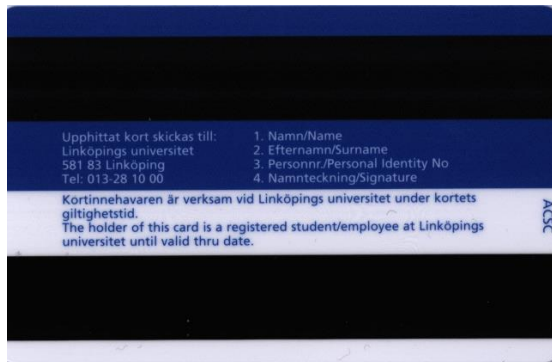 Upphittat kort skickas till:
Linköpings universitet
581 83 Linköping
Tel: 013-28 10 00
1. Namn/Name
2. Efternamn/Surname
3. Personnr./Personal Identity No
4. Namnteckning/Signature
Kortinnehavaren är verksam vid Linköpings universitet under kortets
giltighetstid.
The holder of this card is a registered student/employee at Linköpings
universitet until valid thru date.
ACSC